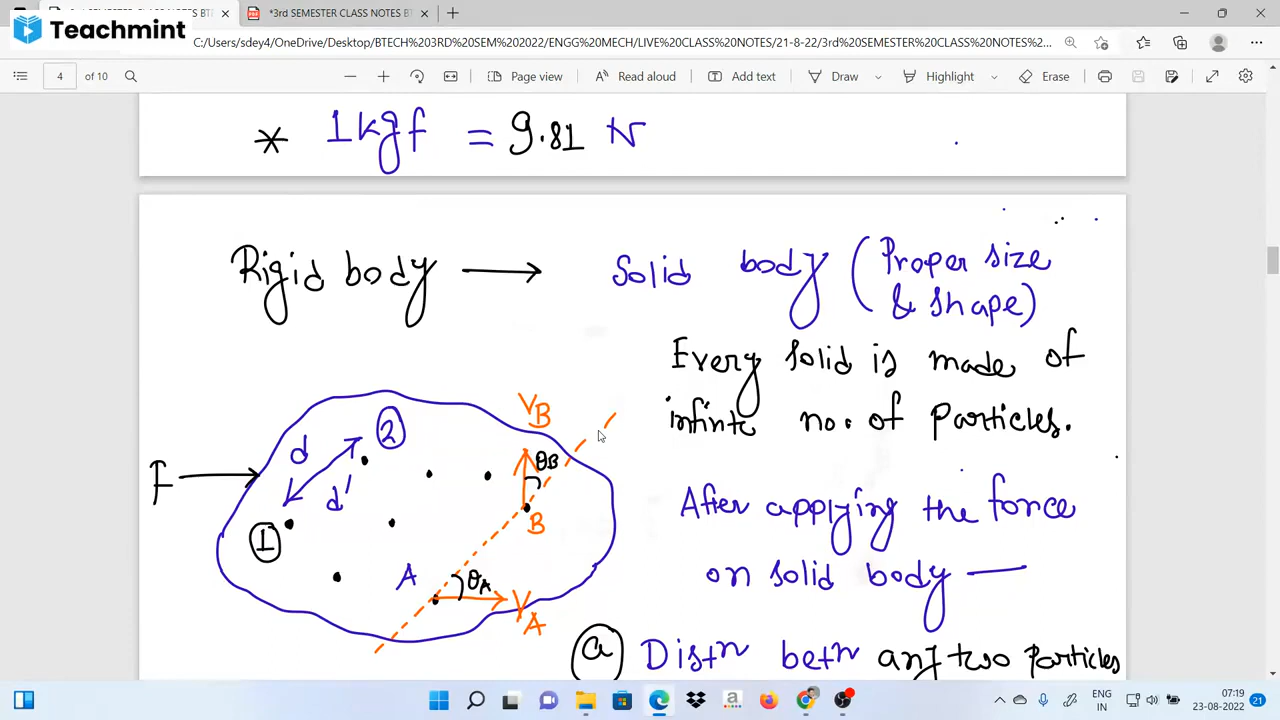 *3rd SEMESTER CLASS NOTES BT
Teachmint
C:/Users/sdey4/OneDrive/Desktop/BTECH%203RD%20SEM%202022/ENGG%20MECH/LIVE%20CLASS%20NOTES/21-8-22/3rd%20SEMESTER%20CLASS%20NOTES%2...
4 of 10
Page view
Read aloud
Add text
Draw
Highlight
Erase
* 1kgf = 9.81 N
Rigid body → Solid body (Proper size
& shape)
Every solid is made of
infinte no. of Particles.
VB
2
d
θB
F
d'
B
1
After applying the force
on solid body —
A
θA
VA
a Distn betn any two particles
ENG
IN
07:19
23-08-2022
21